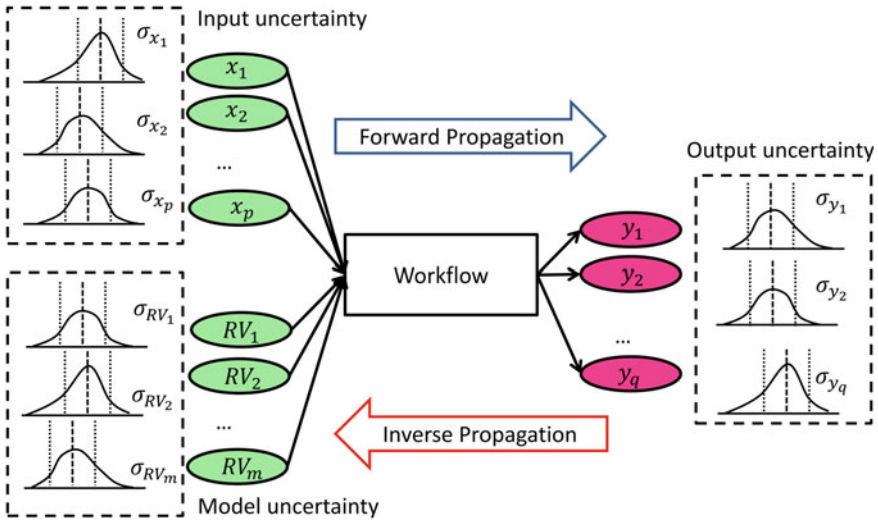 Input uncertainty
σ_{x_1}
x_1
σ_{x_2}
x_2
...
σ_{x_p}
x_p
Forward Propagation
Output uncertainty
Workflow
y_1
σ_{y_1}
y_2
σ_{y_2}
...
y_q
σ_{y_q}
σ_{RV_1}
RV_1
σ_{RV_2}
RV_2
...
σ_{RV_m}
RV_m
Inverse Propagation
Model uncertainty